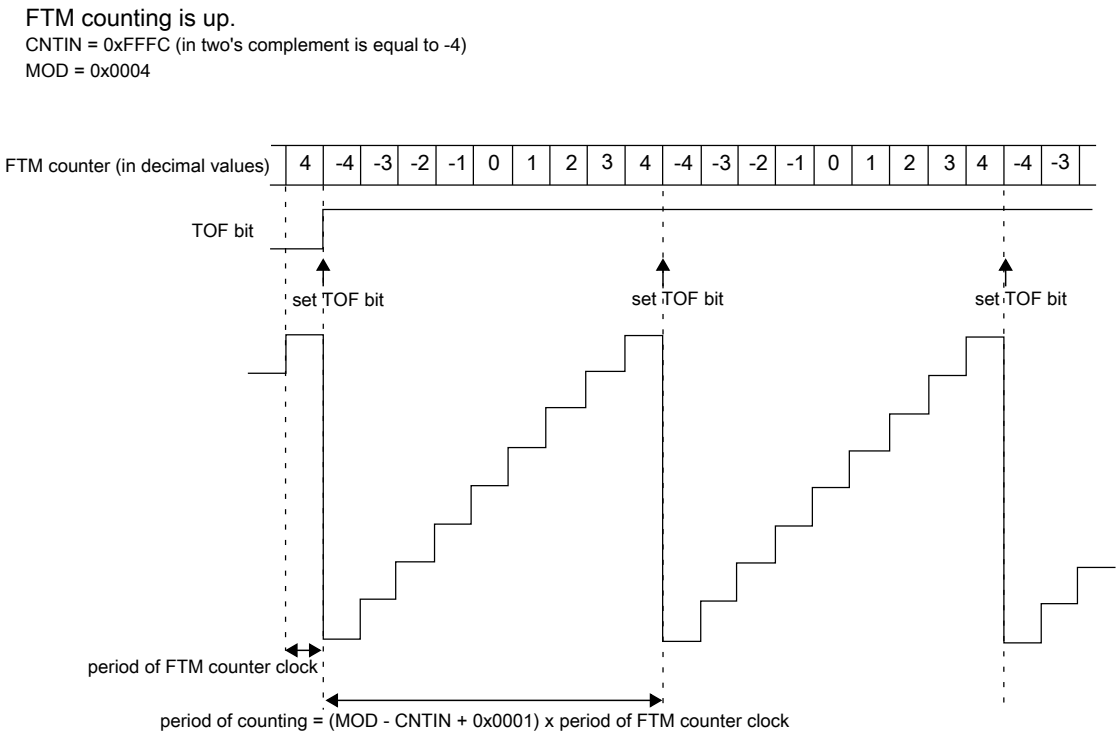 FTM counting is up.
CNTIN = 0xFFFC (in two's complement is equal to -4)
MOD = 0x0004
FTM counter (in decimal values) 4 -4 -3 -2 -1 0 1 2 3 4 -4 -3 -2 -1 0 1 2 3 4 -4 -3
TOF bit
set TOF bit set TOF bit set TOF bit
period of FTM counter clock
period of counting = (MOD - CNTIN + 0x0001) x period of FTM counter clock